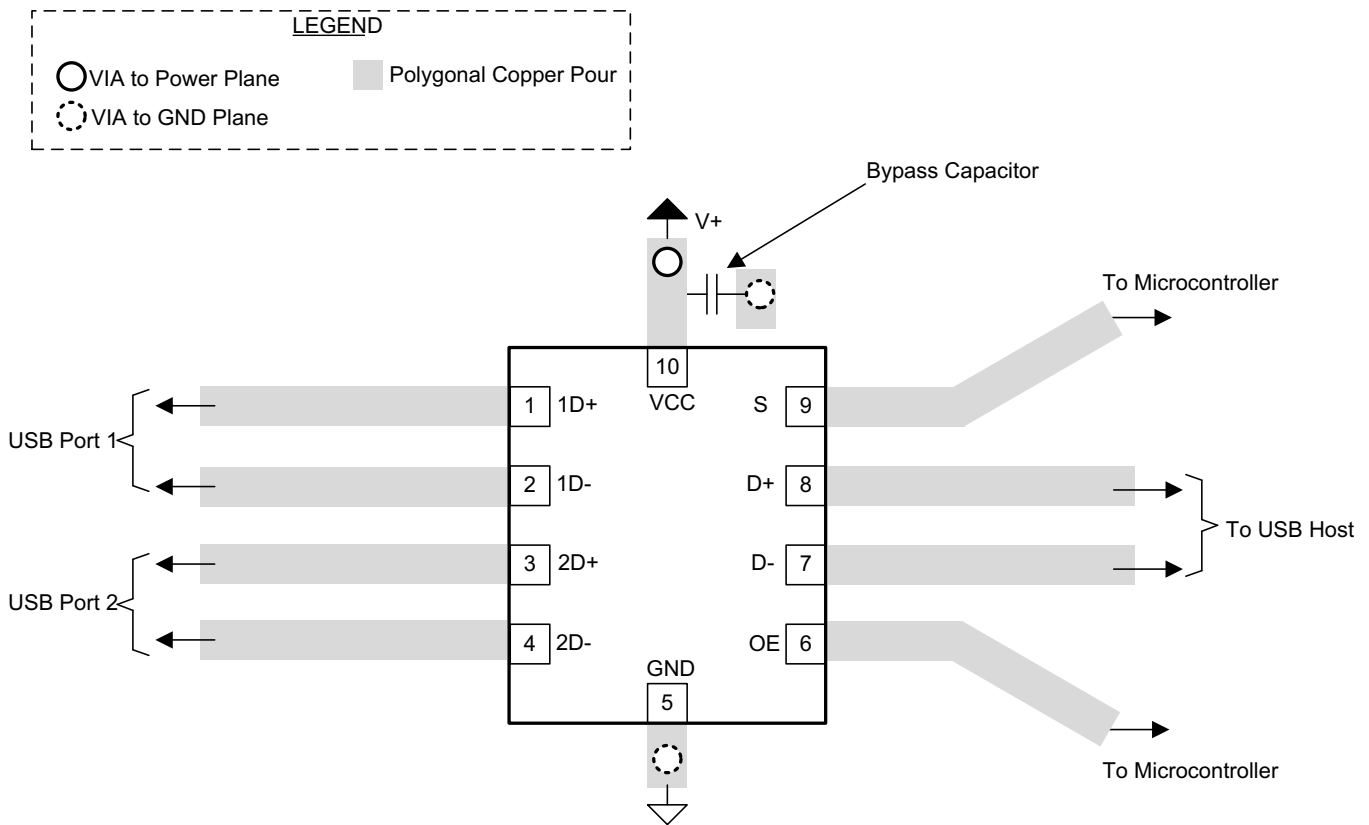 LEGEND
VIA to Power Plane
Polygonal Copper Pour
VIA to GND Plane
Bypass Capacitor
V+
To Microcontroller
10
VCC
1 1D+
S 9
USB Port 1
2 1D-
D+ 8
To USB Host
3 2D+
D- 7
USB Port 2
4 2D-
OE 6
GND
5
To Microcontroller